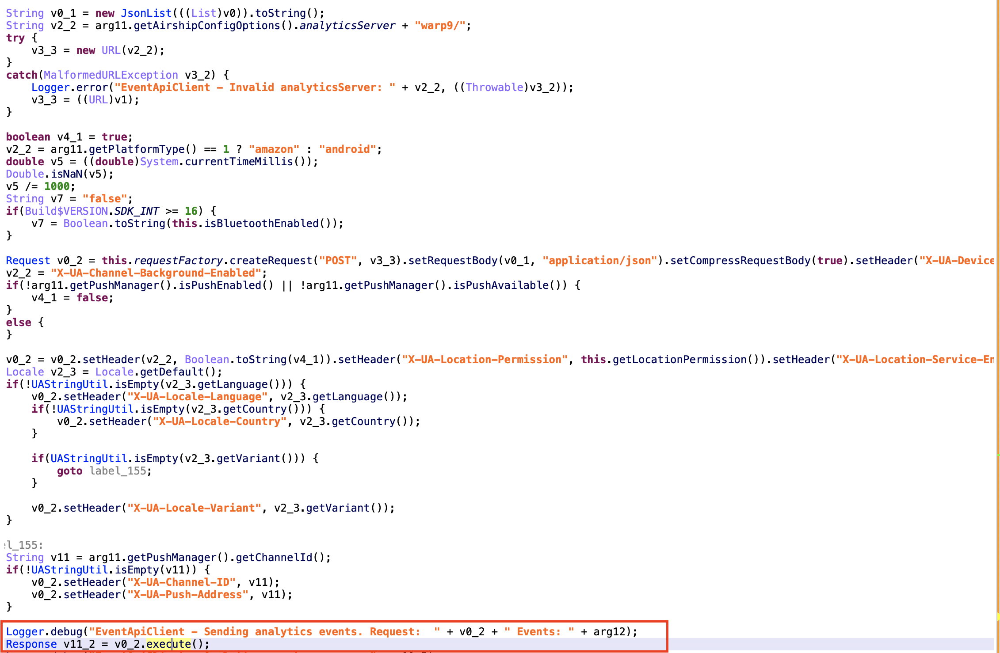 String v0_1 = new JsonList(((List)v0)).toString();
String v2_2 = arg11.getAirshipConfigOptions().analyticsServer + "warp9/";
try {
    v3_3 = new URL(v2_2);
}
catch(MalformedURLException v3_2) {
    Logger.error("EventApiClient - Invalid analyticsServer: " + v2_2, ((Throwable)v3_2));
    v3_3 = ((URL)v1);
}
boolean v4_1 = true;
v2_2 = arg11.getPlatformType() == 1 ? "amazon" : "android";
double v5 = ((double)System.currentTimeMillis());
Double.isNaN(v5);
v5 /= 1000;
String v7 = "false";
if(Build$VERSION.SDK_INT >= 16) {
    v7 = Boolean.toString(this.isBluetoothEnabled());
}
Request v0_2 = this.requestFactory.createRequest("POST", v3_3).setRequestBody(v0_1, "application/json").setCompressRequestBody(true).setHeader("X-UA-Device
v2_2 = "X-UA-Channel-Background-Enabled";
if(!arg11.getPushManager().isPushEnabled() || !arg11.getPushManager().isPushAvailable()) {
    v4_1 = false;
}
else {
}
v0_2 = v0_2.setHeader(v2_2, Boolean.toString(v4_1)).setHeader("X-UA-Location-Permission", this.getLocationPermission()).setHeader("X-UA-Location-Service-En
Locale v2_3 = Locale.getDefault();
if(!UAStringUtil.isEmpty(v2_3.getLanguage())) {
    v0_2.setHeader("X-UA-Locale-Language", v2_3.getLanguage());
    if(!UAStringUtil.isEmpty(v2_3.getCountry())) {
        v0_2.setHeader("X-UA-Locale-Country", v2_3.getCountry());
    }
    if(UAStringUtil.isEmpty(v2_3.getVariant())) {
        goto label_155;
    }
    v0_2.setHeader("X-UA-Locale-Variant", v2_3.getVariant());
}
el_155:
String v11 = arg11.getPushManager().getChannelId();
if(!UAStringUtil.isEmpty(v11)) {
    v0_2.setHeader("X-UA-Channel-ID", v11);
    v0_2.setHeader("X-UA-Push-Address", v11);
}
Logger.debug("EventApiClient - Sending analytics events. Request:  " + v0_2 + " Events: " + arg12);
Response v11_2 = v0_2.execute();